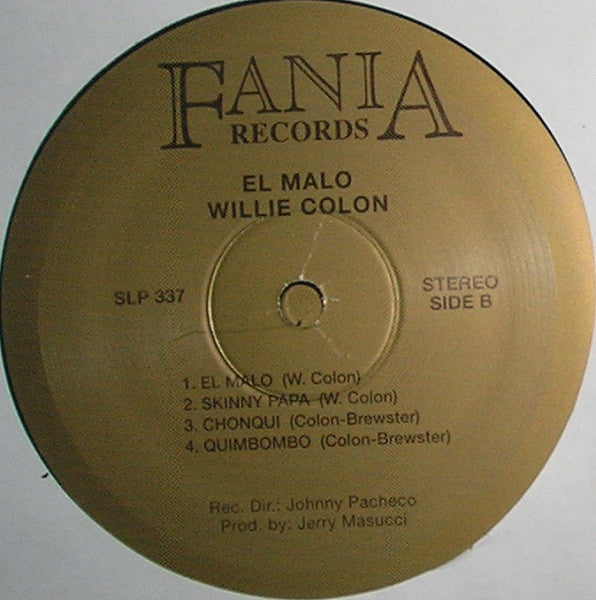 FANIA
RECORDS
EL MALO
WILLIE COLON
SLP 337
STEREO
SIDE B
1. EL MALO (W. Colon)
2. SKINNY PAPA (W. Colon)
3. CHONQUI (Colon-Brewster)
4. QUIMBOMBO (Colon-Brewster)
Rec. Dir.: Johnny Pacheco
Prod. by: Jerry Masucci